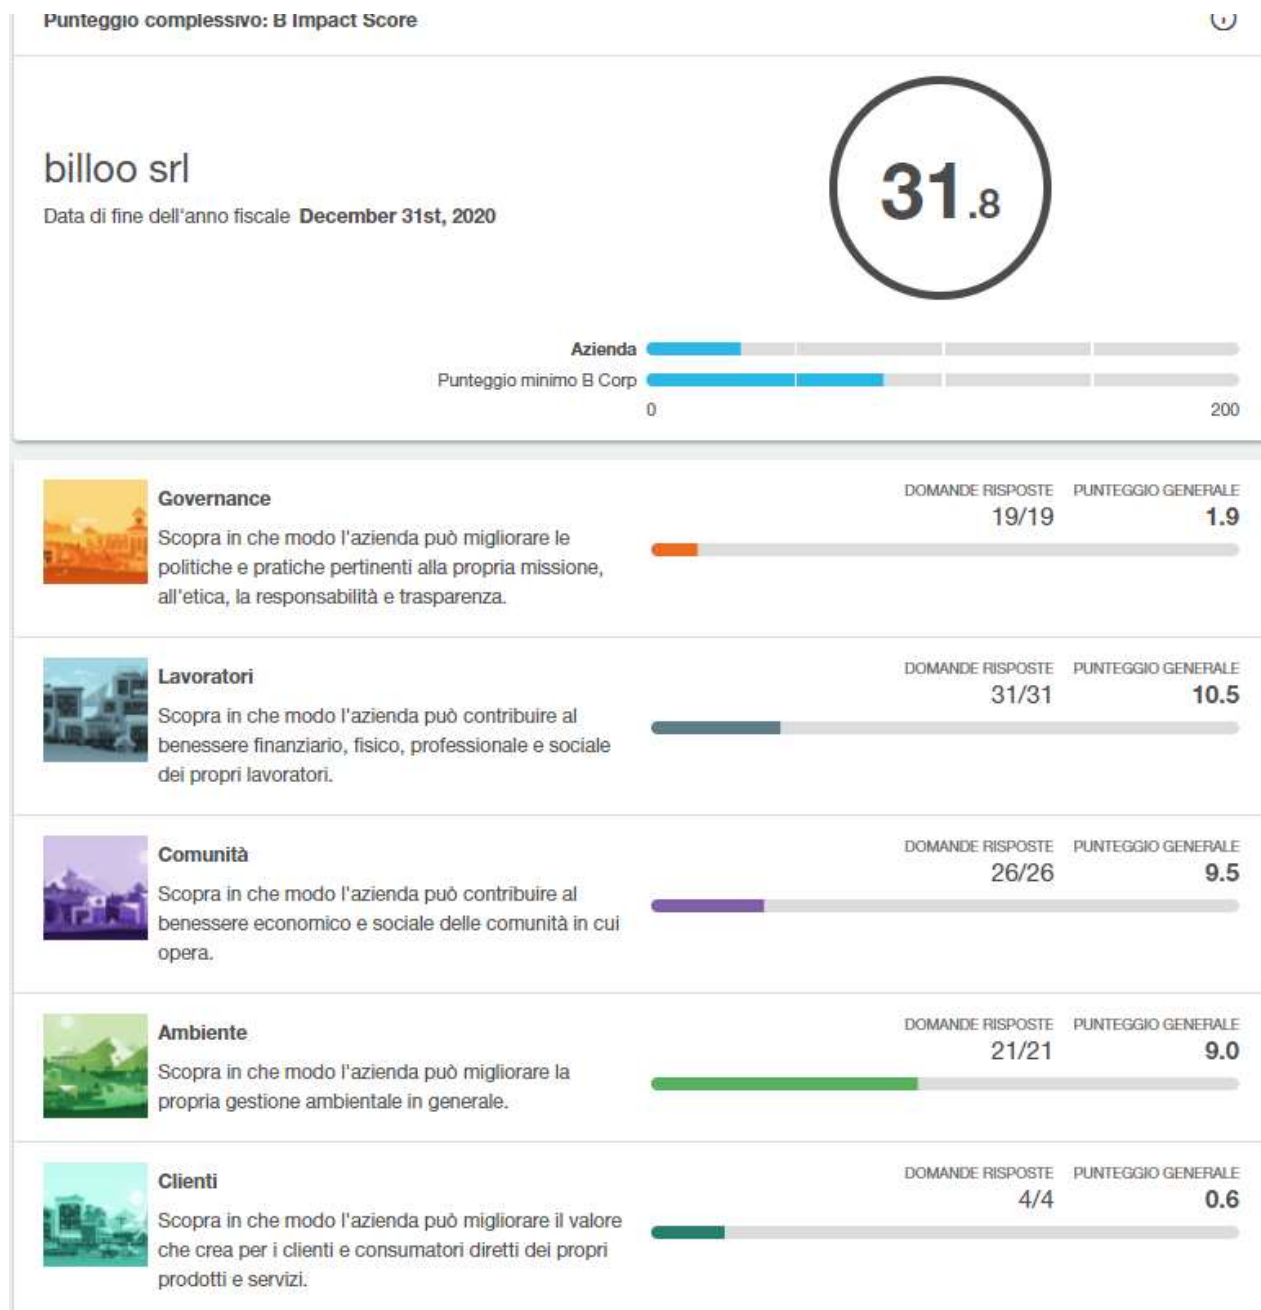 Punteggio complessivo: B Impact Score
billoo srl
Data di fine dell'anno fiscale December 31st, 2020
31.8
Azienda
Punteggio minimo B Corp
0 200
Governance
Scopra in che modo l'azienda può migliorare le
politiche e pratiche pertinenti alla propria missione,
all'etica, la responsabilità e trasparenza.
DOMANDE RISPOSTE PUNTEGGIO GENERALE
19/19 1.9
Lavoratori
Scopra in che modo l'azienda può contribuire al
benessere finanziario, fisico, professionale e sociale
dei propri lavoratori.
DOMANDE RISPOSTE PUNTEGGIO GENERALE
31/31 10.5
Comunità
Scopra in che modo l'azienda può contribuire al
benessere economico e sociale delle comunità in cui
opera.
DOMANDE RISPOSTE PUNTEGGIO GENERALE
26/26 9.5
Ambiente
Scopra in che modo l'azienda può migliorare la
propria gestione ambientale in generale.
DOMANDE RISPOSTE PUNTEGGIO GENERALE
21/21 9.0
Clienti
Scopra in che modo l'azienda può migliorare il valore
che crea per i clienti e consumatori diretti dei propri
prodotti e servizi.
DOMANDE RISPOSTE PUNTEGGIO GENERALE
4/4 0.6